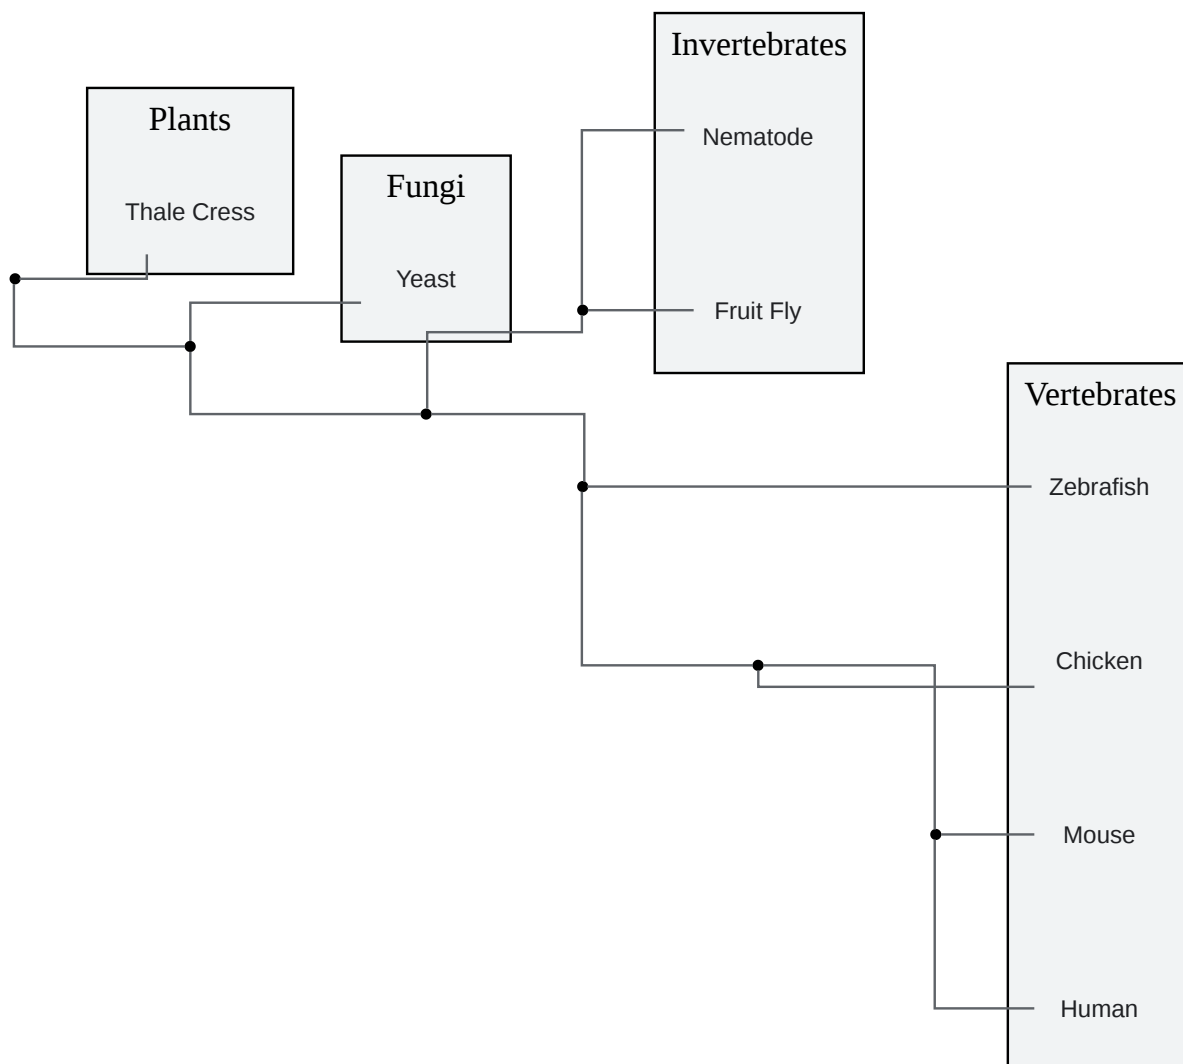 Invertebrates
Plants
Nematode
Fungi
Thale Cress
Yeast
Fruit Fly
Vertebrates
Zebrafish
Chicken
Mouse
Human